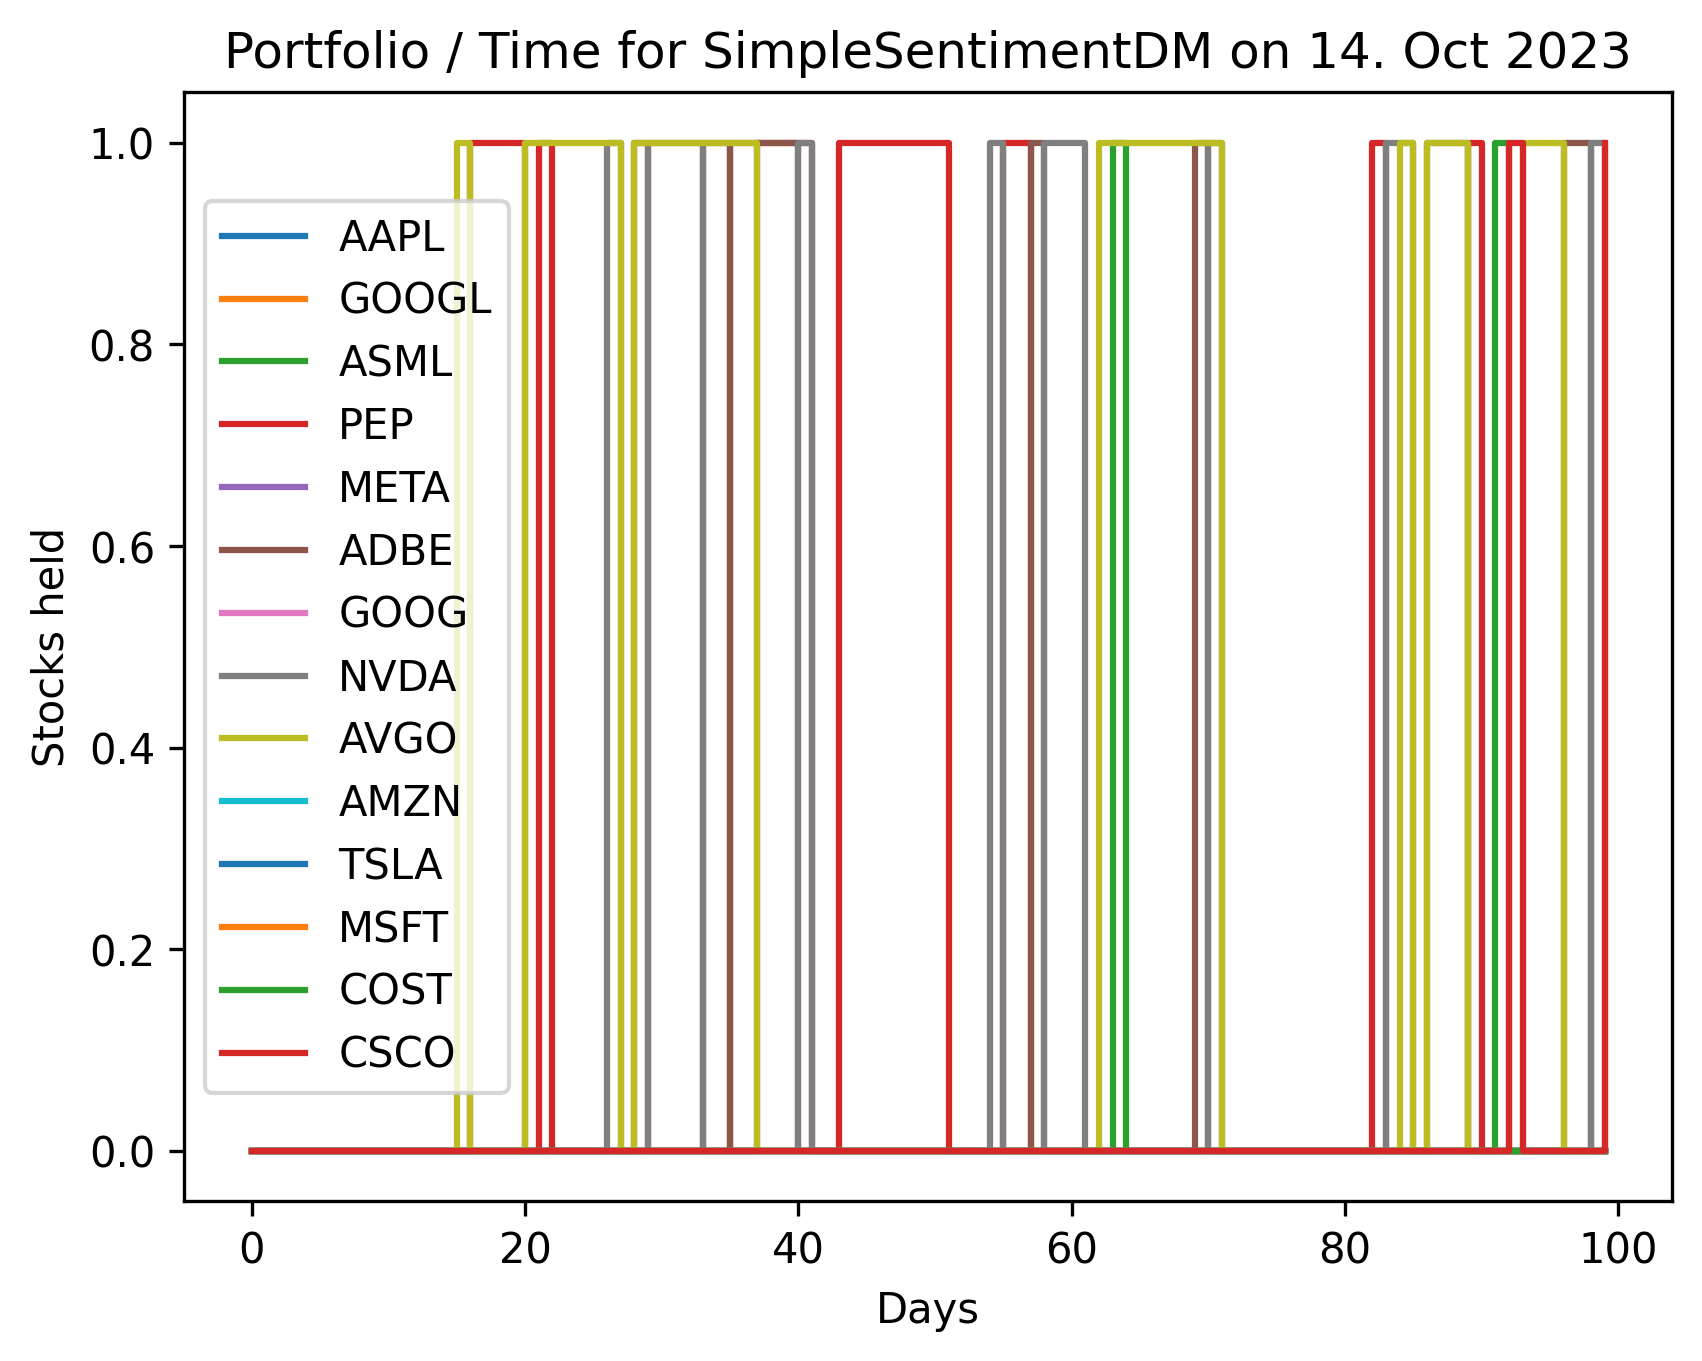 Portfolio / Time for SimpleSentimentDM on 14. Oct 2023
1.0
0.8
0.6
0.4
0.2
0.0
Stocks held
AAPL
GOOGL
ASML
PEP
META
ADBE
GOOG
NVDA
AVGO
AMZN
TSLA
MSFT
COST
CSCO
0 20 40 60 80 100
Days